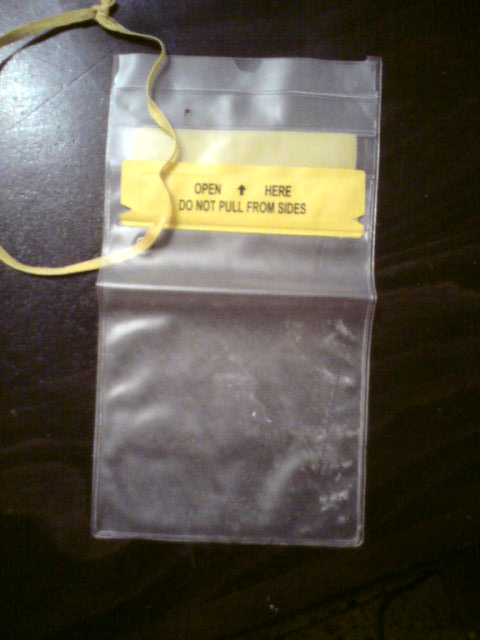 OPEN ↑ HERE
DO NOT PULL FROM SIDES